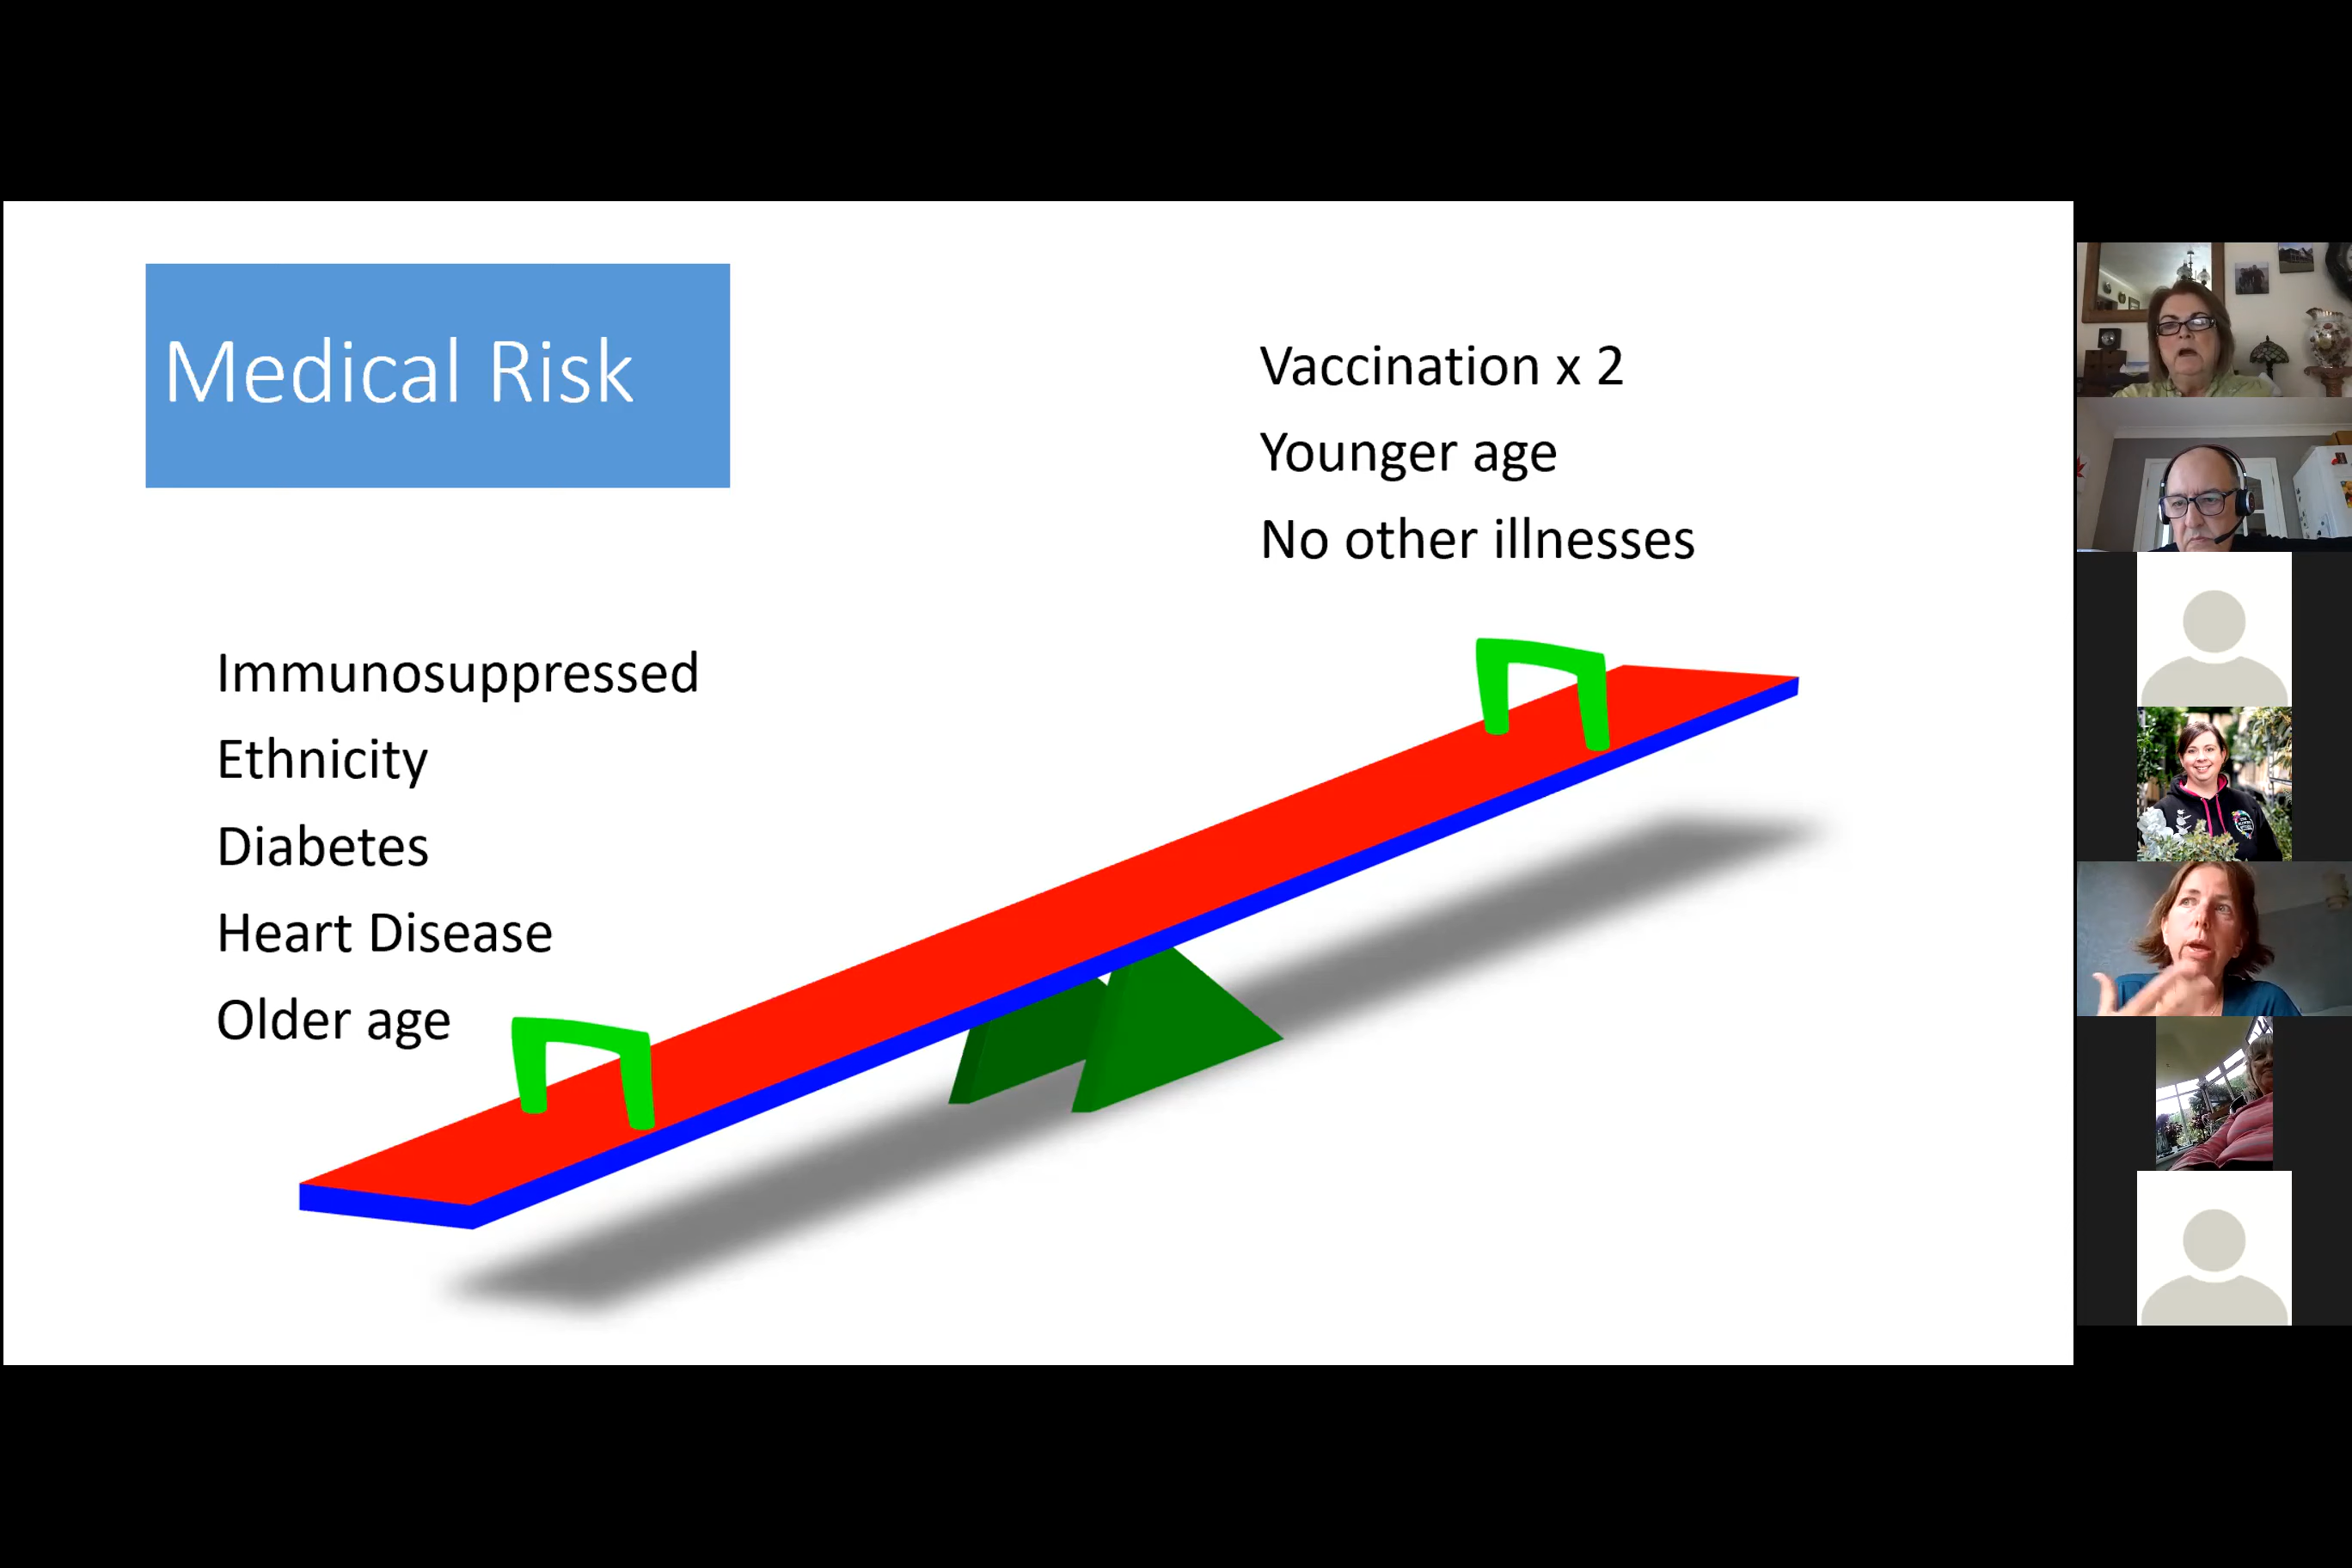 Medical Risk
Vaccination x 2
Younger age
No other illnesses
Immunosuppressed
Ethnicity
Diabetes
Heart Disease
Older age